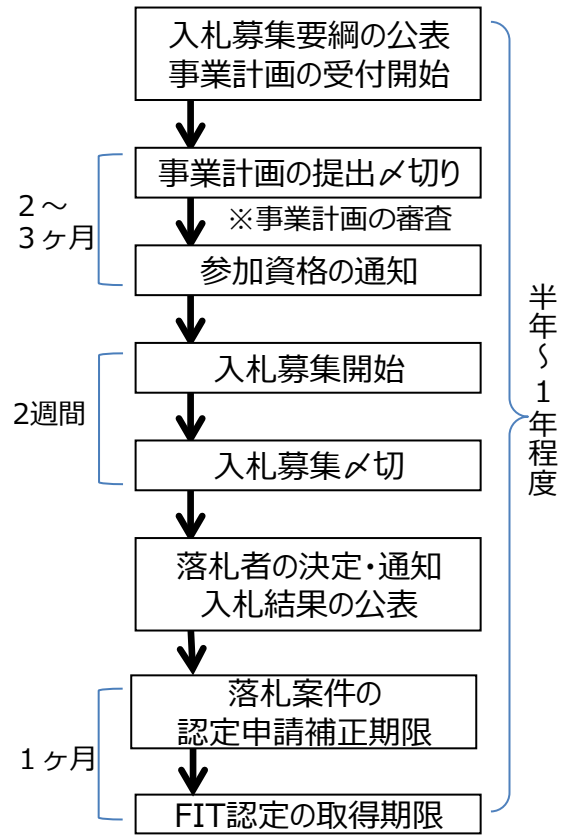 入札募集要綱の公表
事業計画の受付開始
事業計画の提出〆切り
2～
3ヶ月
※事業計画の審査
参加資格の通知
入札募集開始
2週間
入札募集〆切
落札者の決定・通知
入札結果の公表
落札案件の
認定申請補正期限
1ヶ月
FIT認定の取得期限
半年～1年程度